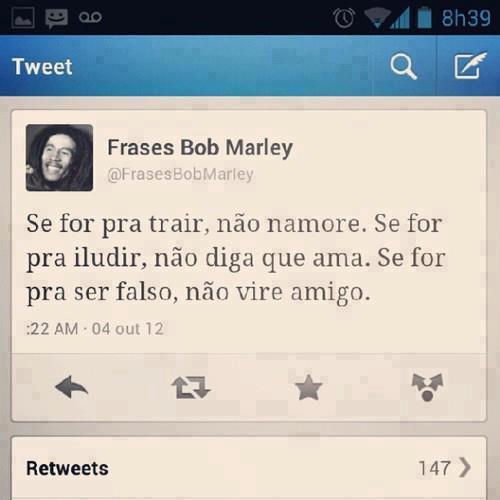 8h39
Tweet
Frases Bob Marley
@FrasesBobMarley
Se for pra trair, não namore. Se for
pra iludir, não diga que ama. Se for
pra ser falso, não vire amigo.
:22 AM · 04 out 12
Retweets 147